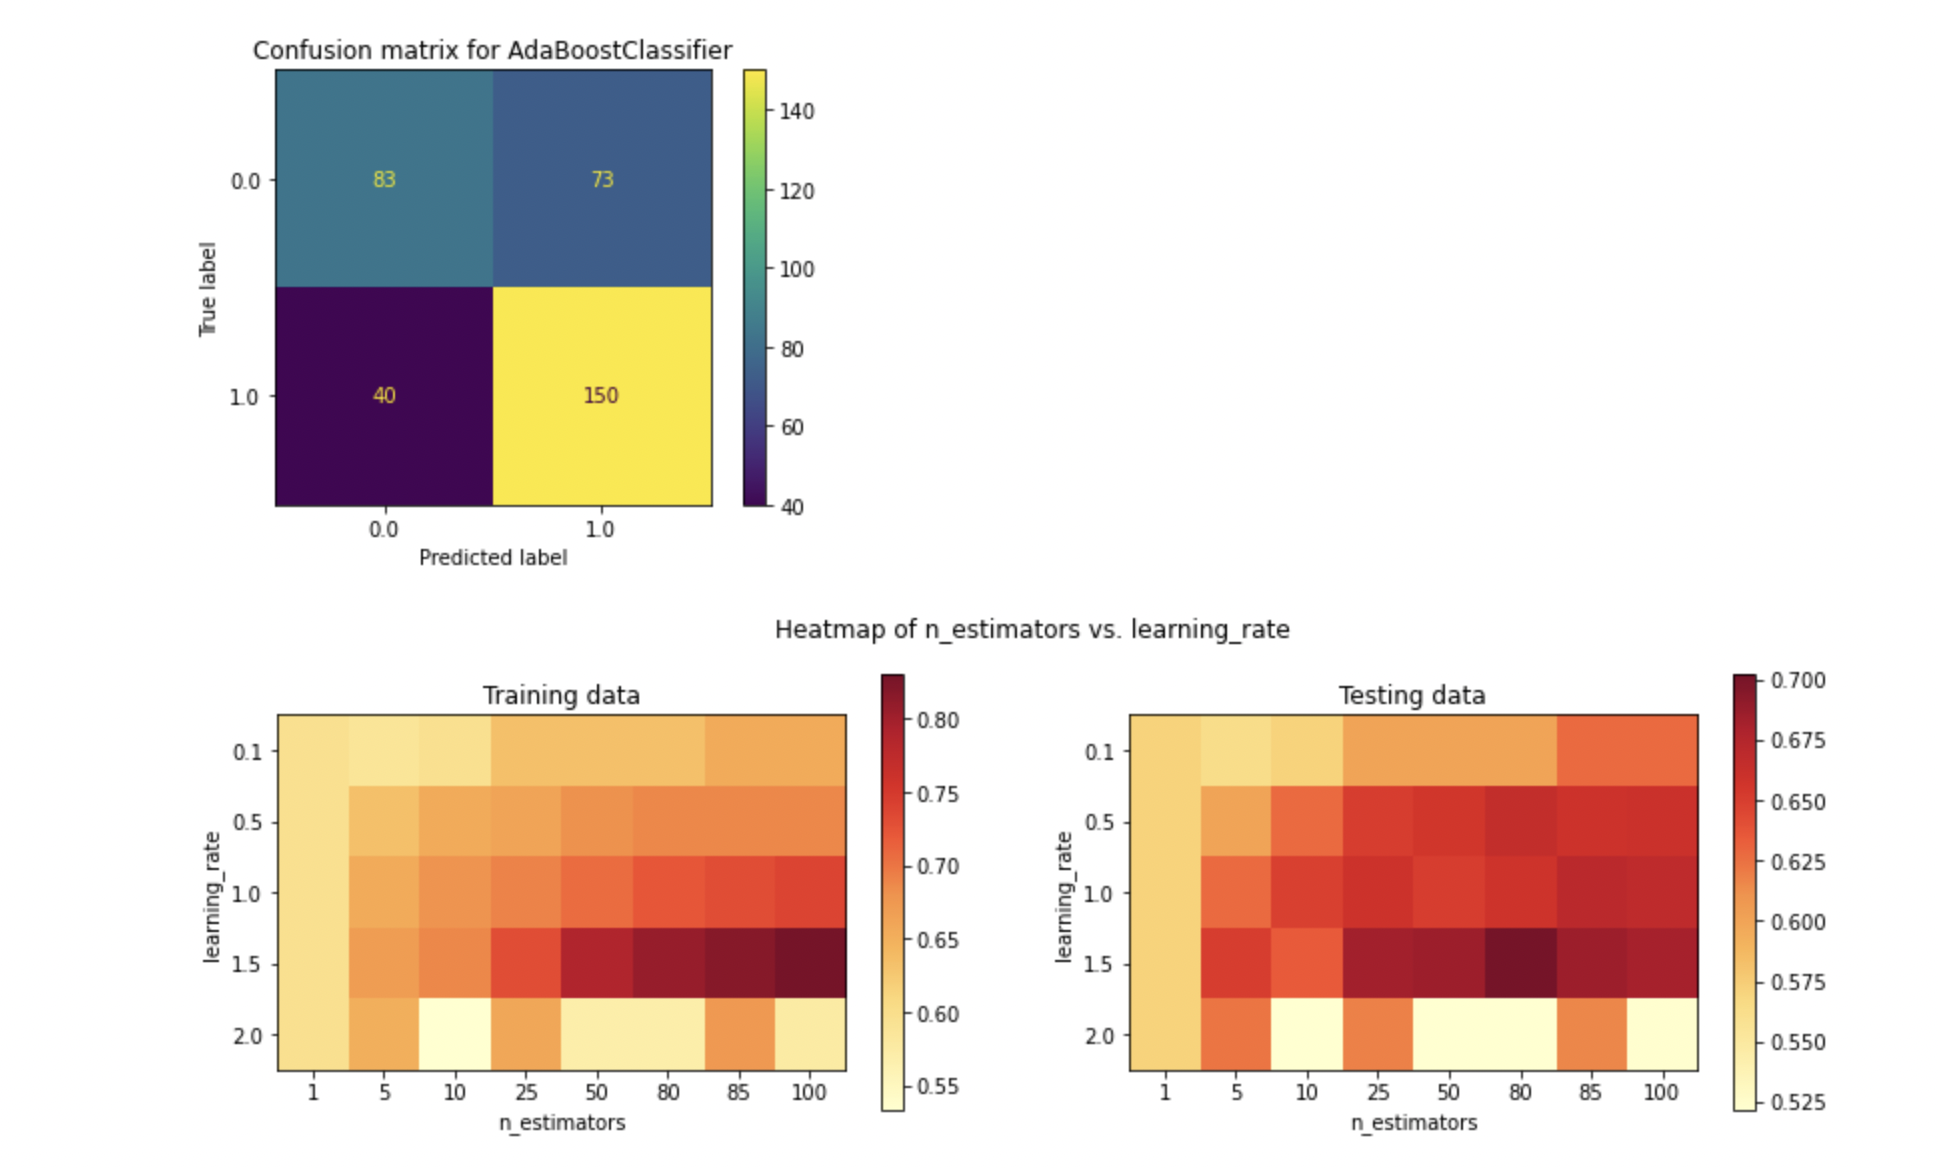 Confusion matrix for AdaBoostClassifier
140
120
100
80
60
40
True label
0.0
83 73
1.0
40 150
0.0 1.0
Predicted label
Heatmap of n_estimators vs. learning_rate
Training data
learning_rate
0.1
0.5
1.0
1.5
2.0
1 5 10 25 50 80 85 100
n_estimators
0.80
0.75
0.70
0.65
0.60
0.55
Testing data
learning_rate
0.1
0.5
1.0
1.5
2.0
1 5 10 25 50 80 85 100
n_estimators
0.700
0.675
0.650
0.625
0.600
0.575
0.550
0.525